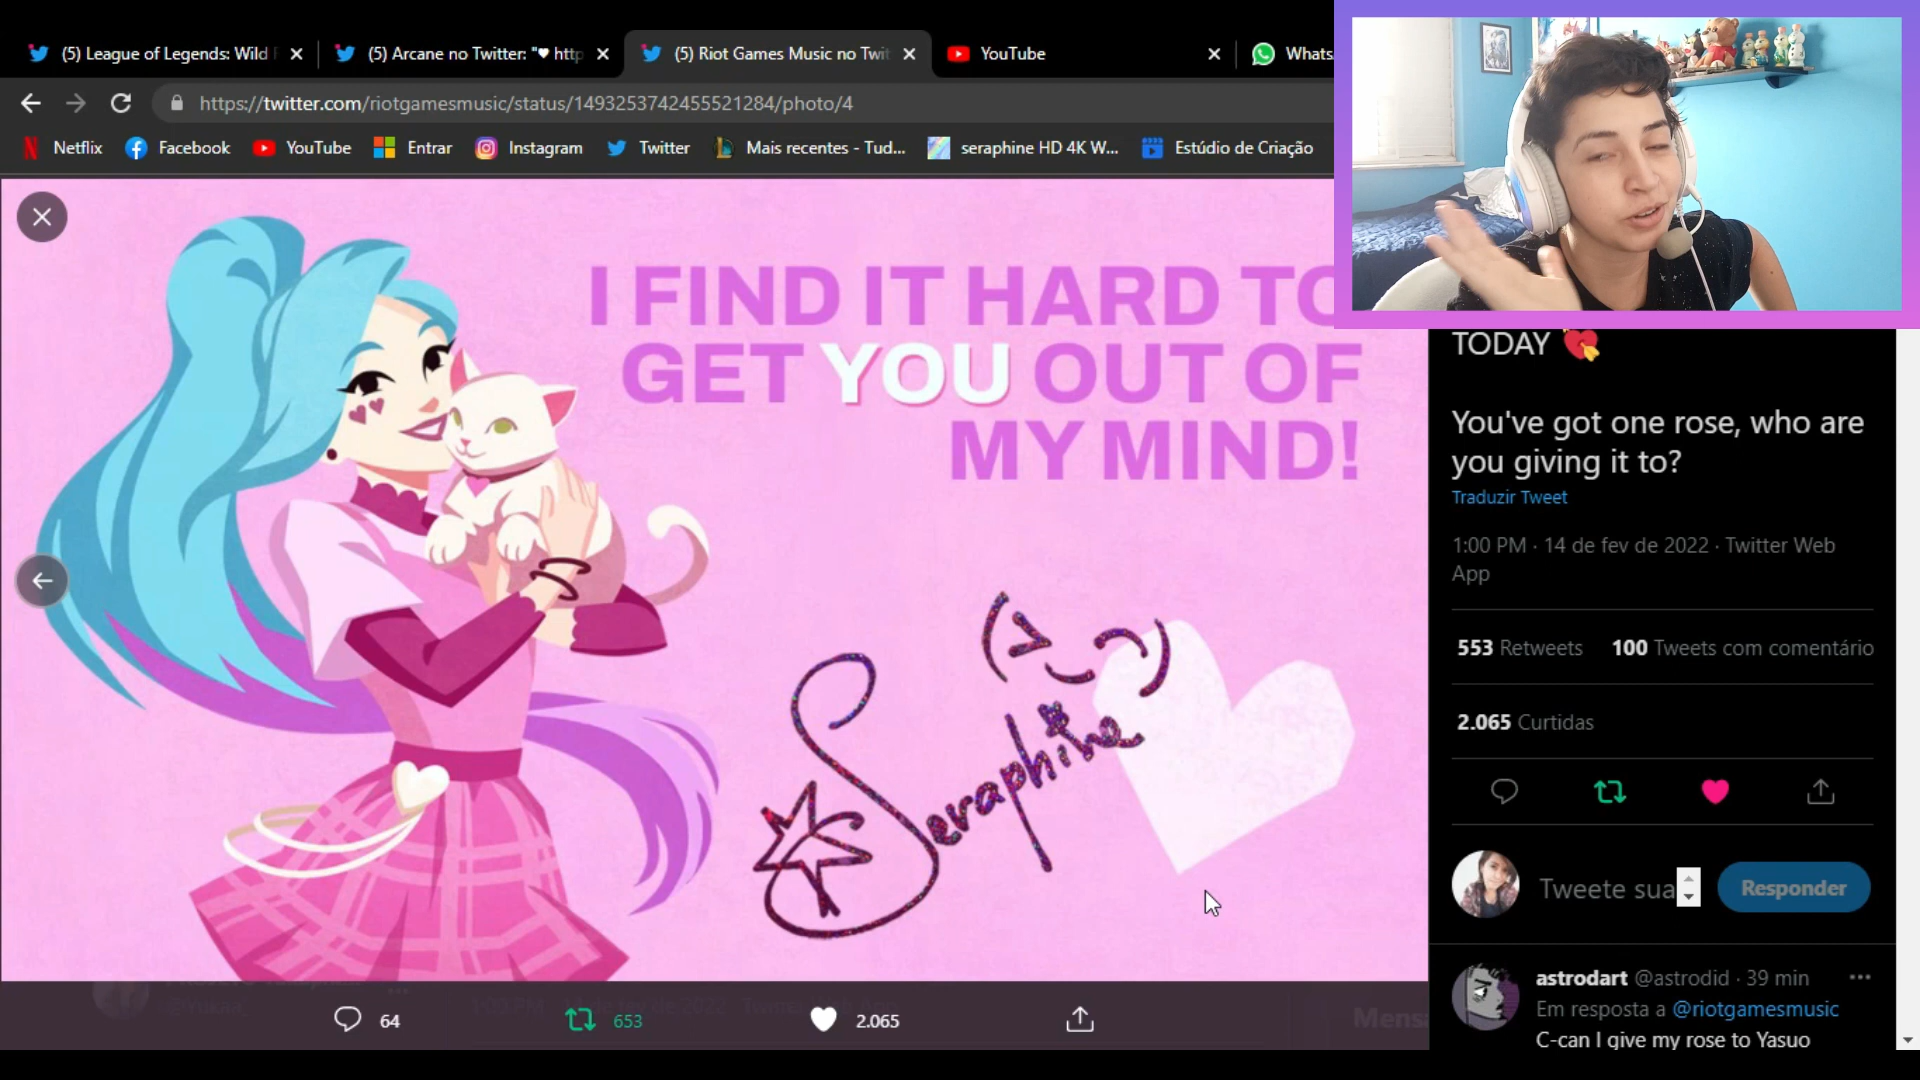 (5) League of Legends: Wild
(5) Arcane no Twitter: "♥ http
(5) Riot Games Music no Twit
YouTube
Whats
https://twitter.com/riotgamesmusic/status/1493253742455521284/photo/4
Netflix
Facebook
YouTube
Entrar
Instagram
Twitter
Mais recentes - Tud...
seraphine HD 4K W...
Estúdio de Criação
I FIND IT HARD TO
GET YOU OUT OF
MY MIND!
Seraphine
TODAY 💘
You've got one rose, who are
you giving it to?
Traduzir Tweet
1:00 PM · 14 de fev de 2022 · Twitter Web
App
553 Retweets 100 Tweets com comentário
2.065 Curtidas
Tweete sua
Responder
astrodart @astrodid · 39 min
Em resposta a @riotgamesmusic
C-can I give my rose to Yasuo
64
653
2.065